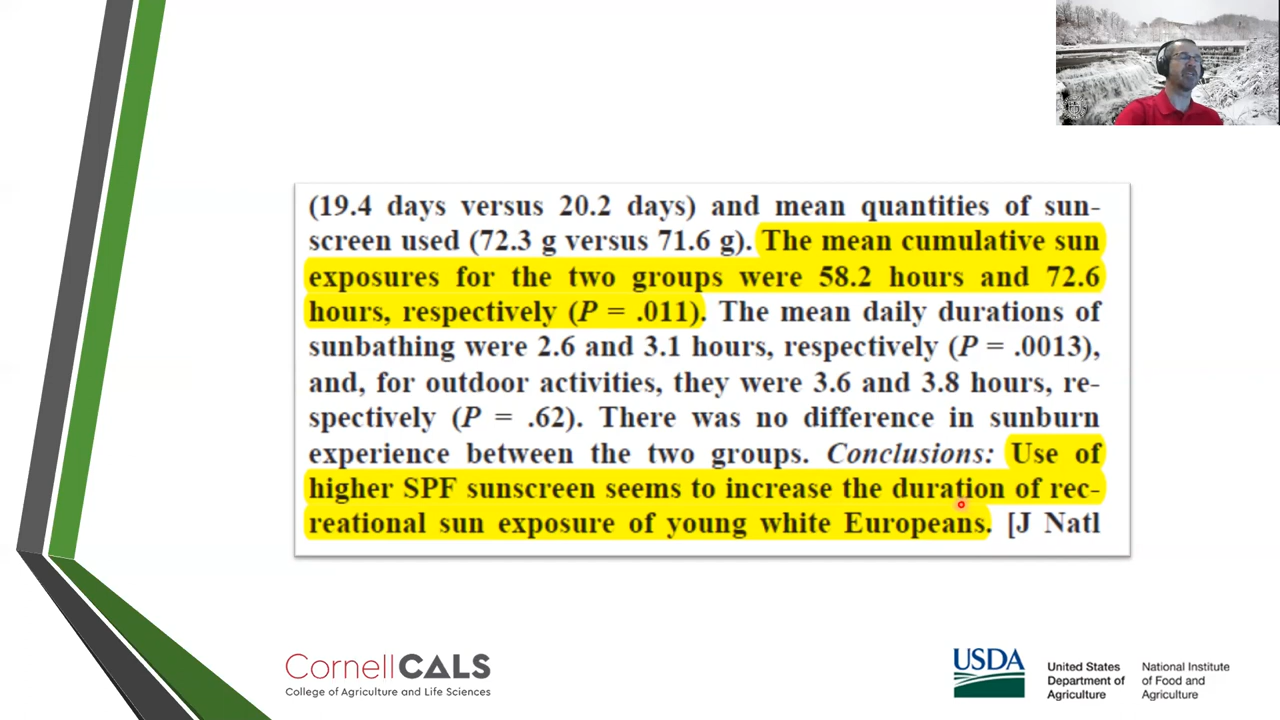 (19.4 days versus 20.2 days) and mean quantities of sun-
screen used (72.3 g versus 71.6 g). The mean cumulative sun
exposures for the two groups were 58.2 hours and 72.6
hours, respectively (P = .011). The mean daily durations of
sunbathing were 2.6 and 3.1 hours, respectively (P = .0013),
and, for outdoor activities, they were 3.6 and 3.8 hours, re-
spectively (P = .62). There was no difference in sunburn
experience between the two groups. Conclusions: Use of
higher SPF sunscreen seems to increase the duration of rec-
reational sun exposure of young white Europeans. [J Natl
CornellCALS
College of Agriculture and Life Sciences
USDA
United States
Department of
Agriculture
National Institute
of Food and
Agriculture